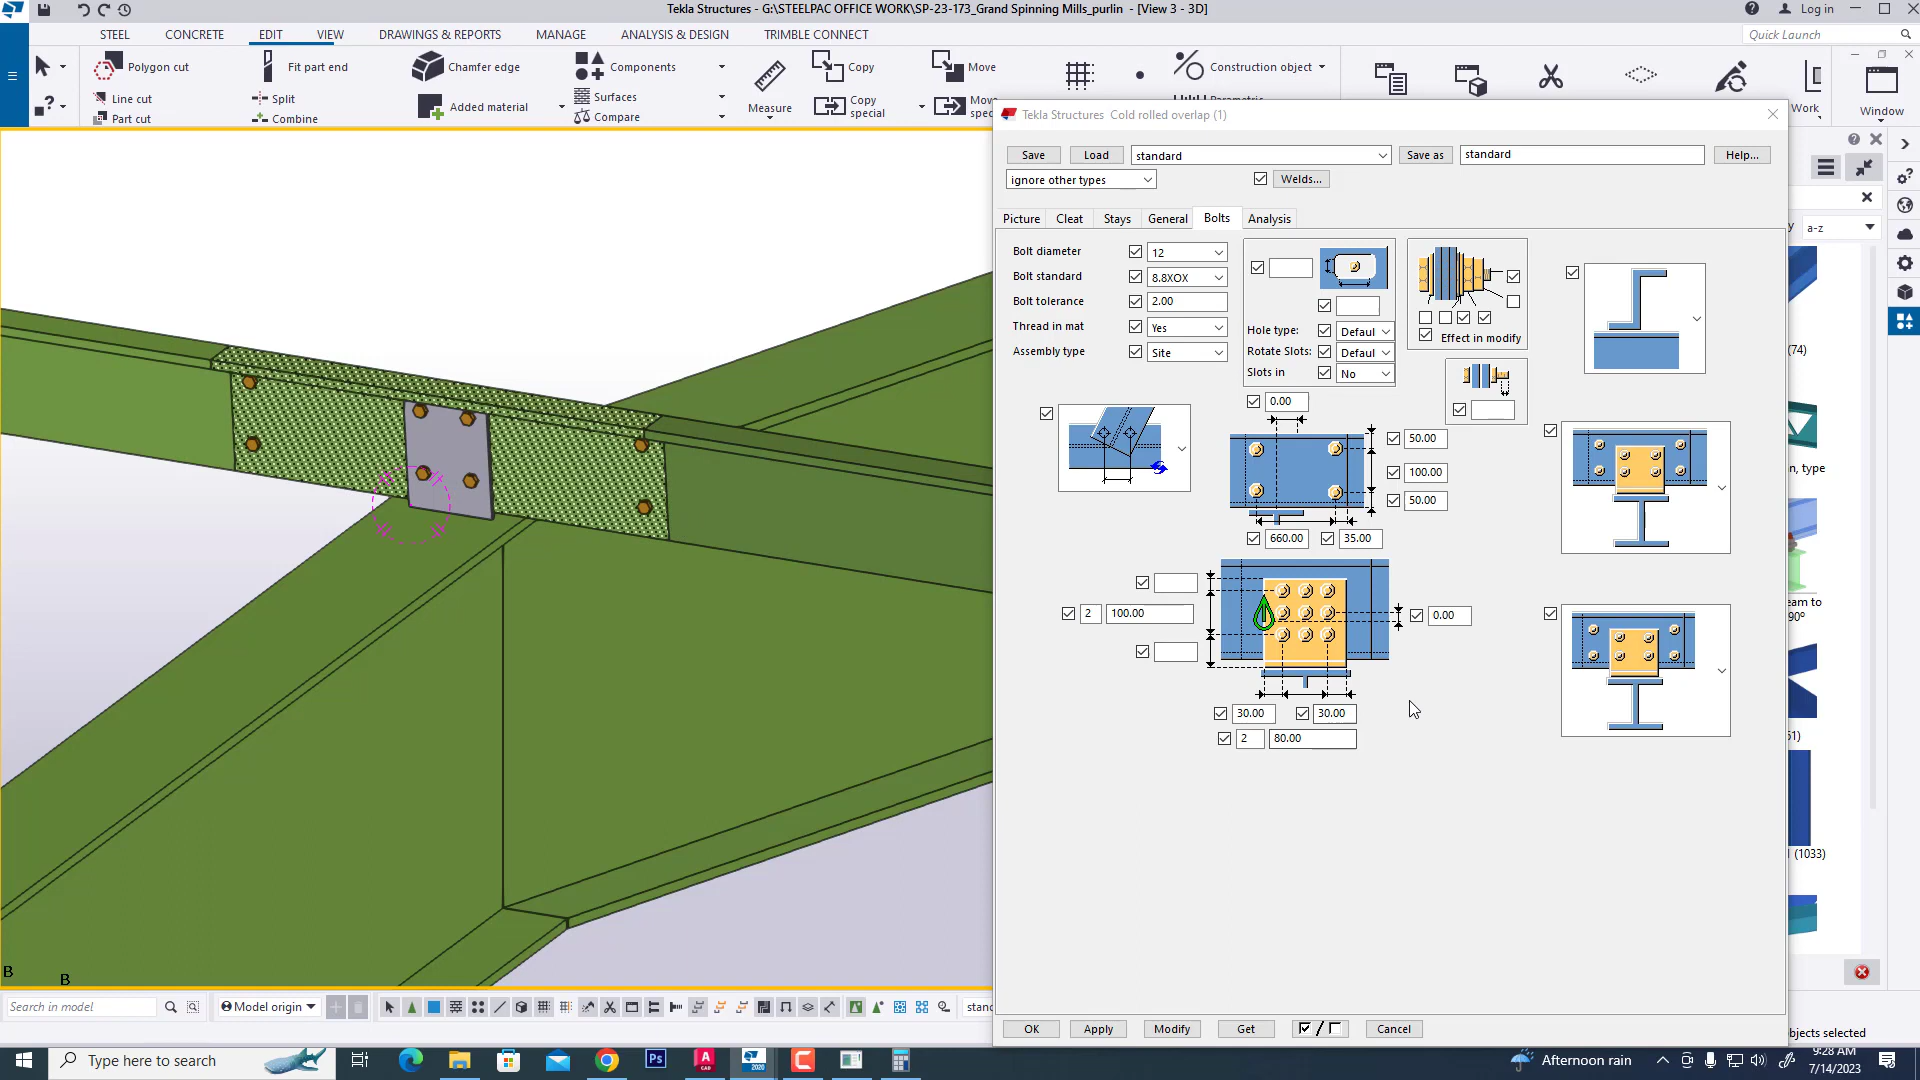 Tekla Structures - G:\STEELPAC OFFICE WORK\SP-23-173_Grand Spinning Mills_purlin - [View 3 - 3D]
Log in
STEEL CONCRETE EDIT VIEW DRAWINGS & REPORTS MANAGE ANALYSIS & DESIGN TRIMBLE CONNECT
Quick Launch
Polygon cut Fit part end Chamfer edge Components Copy Move Construction object
Line cut Split Added material Surfaces Measure Copy special
Part cut Combine Compare
Work Window
Tekla Structures Cold rolled overlap (1)
Save Load standard Save as standard Help...
ignore other types Welds...
Picture Cleat Stays General Bolts Analysis
a-z
Bolt diameter 12
Bolt standard 8.8XOX
Bolt tolerance 2.00
Thread in mat Yes
Assembly type Site
Hole type: Defaul
Rotate Slots: Defaul
Slots in No
Effect in modify
0.00
50.00
100.00
50.00
660.00 35.00
2 100.00
0.00
30.00 30.00
2 80.00
(74)
n, type
eam to
90º
51)
(1033)
B
B
Search in model
Model origin
stanc
OK Apply Modify Get / Cancel
bjects selected
Type here to search
Ps
A
CAD
2020
C
Afternoon rain
9:28 AM
7/14/2023